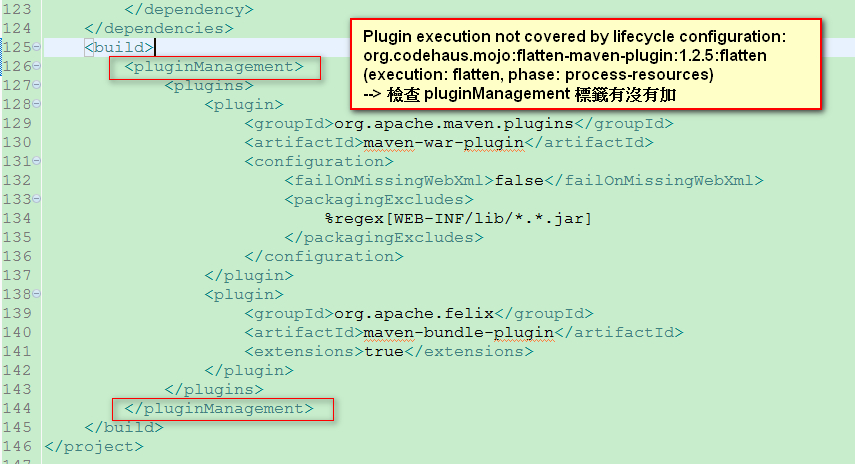 123 </dependency>
124 </dependencies>
125 <build>
126 <pluginManagement>
127 <plugins>
128 <plugin>
129 <groupId>org.apache.maven.plugins</groupId>
130 <artifactId>maven-war-plugin</artifactId>
131 <configuration>
132 <failOnMissingWebXml>false</failOnMissingWebXml>
133 <packagingExcludes>
134 %regex[WEB-INF/lib/*.*.jar]
135 </packagingExcludes>
136 </configuration>
137 </plugin>
138 <plugin>
139 <groupId>org.apache.felix</groupId>
140 <artifactId>maven-bundle-plugin</artifactId>
141 <extensions>true</extensions>
142 </plugin>
143 </plugins>
144 </pluginManagement>
145 </build>
146 </project>
Plugin execution not covered by lifecycle configuration:
org.codehaus.mojo:flatten-maven-plugin:1.2.5:flatten
(execution: flatten, phase: process-resources)
--> 檢查 pluginManagement 標籤有沒有加